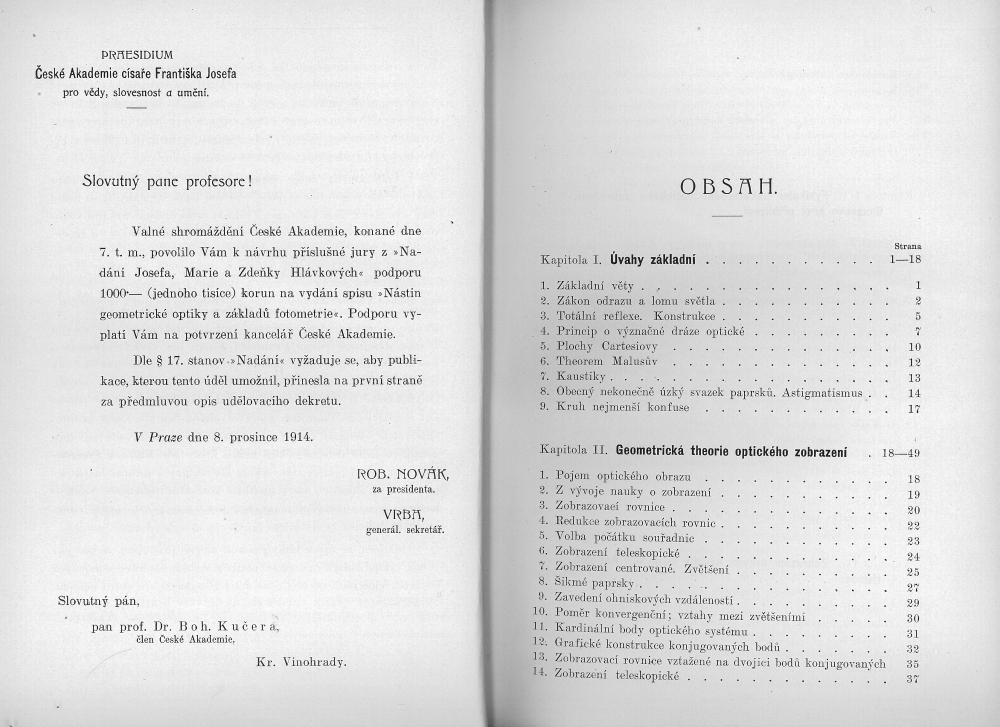 PRAESIDIUM
České Akademie císaře Františka Josefa
pro vědy, slovesnost a umění.
Slovutný pane profesore!
Valné shromáždění České Akademie, konané dne
7. t. m., povolilo Vám k návrhu příslušné jury z »Na-
dání Josefa, Marie a Zdeňky Hlávkových« podporu
1000·— (jednoho tisíce) korun na vydání spisu »Nástin
geometrické optiky a základů fotometrie«. Podporu vy-
platí Vám na potvrzení kancelář České Akademie.
Dle § 17. stanov »Nadání« vyžaduje se, aby publi-
kace, kterou tento úděl umožnil, přinesla na první straně
za předmluvou opis udělovacího dekretu.
V Praze dne 8. prosince 1914.
ROB. NOVÁK,
za presidenta.
VRBA,
generál. sekretář.
Slovutný pán,
pan prof. Dr. Boh. Kučera,
člen České Akademie,
Kr. Vinohrady.
OBSAH.
Strana
Kapitola I. Úvahy základní . . . . . . . . . . . 1—18
1. Základní věty . . . . . . . . . . . . . . . 1
2. Zákon odrazu a lomu světla . . . . . . . . . . . 2
3. Totální reflexe. Konstrukce . . . . . . . . . . . 5
4. Princip o význačné dráze optické . . . . . . . . . 7
5. Plochy Cartesiovy . . . . . . . . . . . . . 10
6. Theorem Malusův . . . . . . . . . . . . . 12
7. Kaustiky . . . . . . . . . . . . . . . . 13
8. Obecný nekonečně úzký svazek paprsků. Astigmatismus . . 14
9. Kruh nejmenší konfuse . . . . . . . . . . . 17
Kapitola II. Geometrická theorie optického zobrazení . 18—49
1. Pojem optického obrazu . . . . . . . . . . . 18
2. Z vývoje nauky o zobrazení . . . . . . . . . . . 19
3. Zobrazovací rovnice . . . . . . . . . . . . . 20
4. Redukce zobrazovacích rovnic . . . . . . . . . . . 22
5. Volba počátku souřadnic . . . . . . . . . . . . 23
6. Zobrazení teleskopické . . . . . . . . . . . . 24
7. Zobrazení centrované. Zvětšení . . . . . . . . . . 25
8. Šikmé paprsky . . . . . . . . . . . . . . . 27
9. Zavedení ohniskových vzdáleností . . . . . . . . . . 29
10. Poměr konvergenční; vztahy mezi zvětšeními . . . . . . 30
11. Kardinální body optického systému . . . . . . . . . 31
12. Grafické konstrukce konjugovaných bodů . . . . . . . 32
13. Zobrazovací rovnice vztažené na dvojici bodů konjugovaných 35
14. Zobrazení teleskopické . . . . . . . . . . . . 37